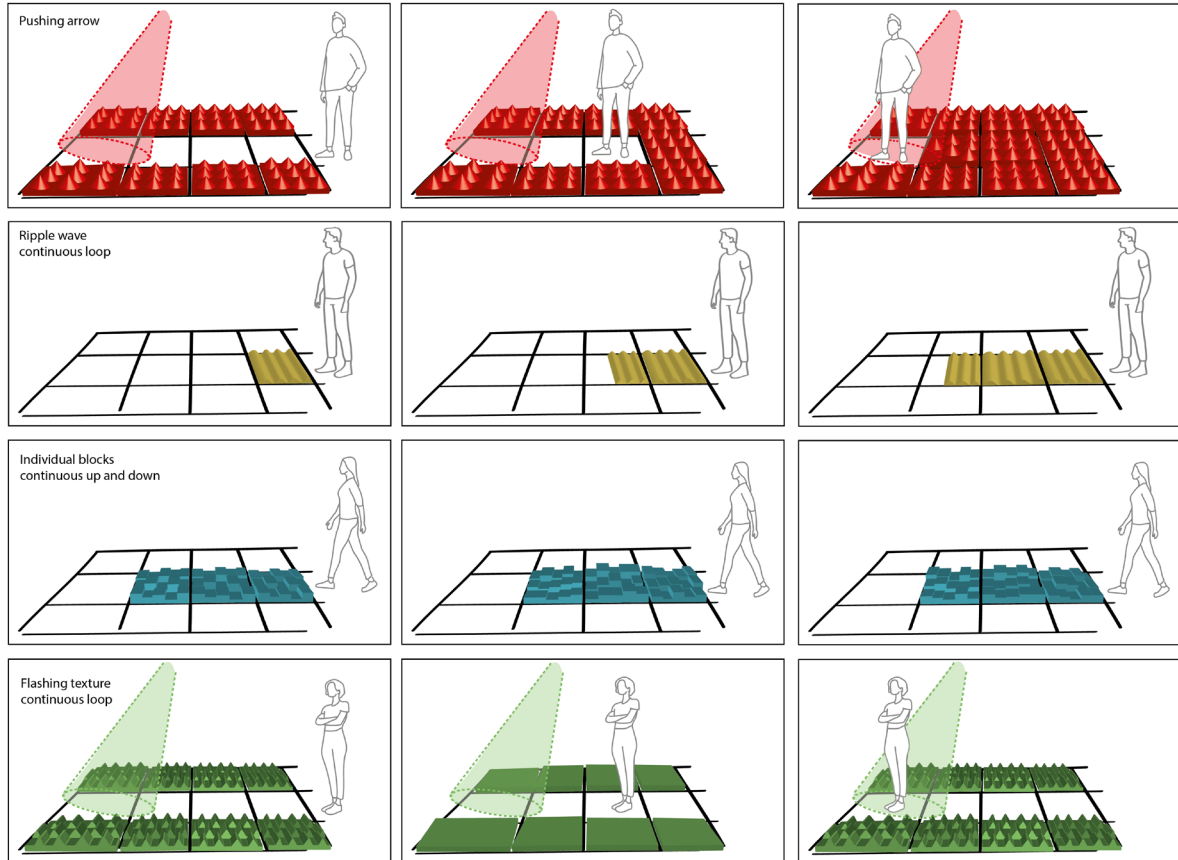 Pushing arrow
Ripple wave
continuous loop
Individual blocks
continuous up and down
Flashing texture
continuous loop